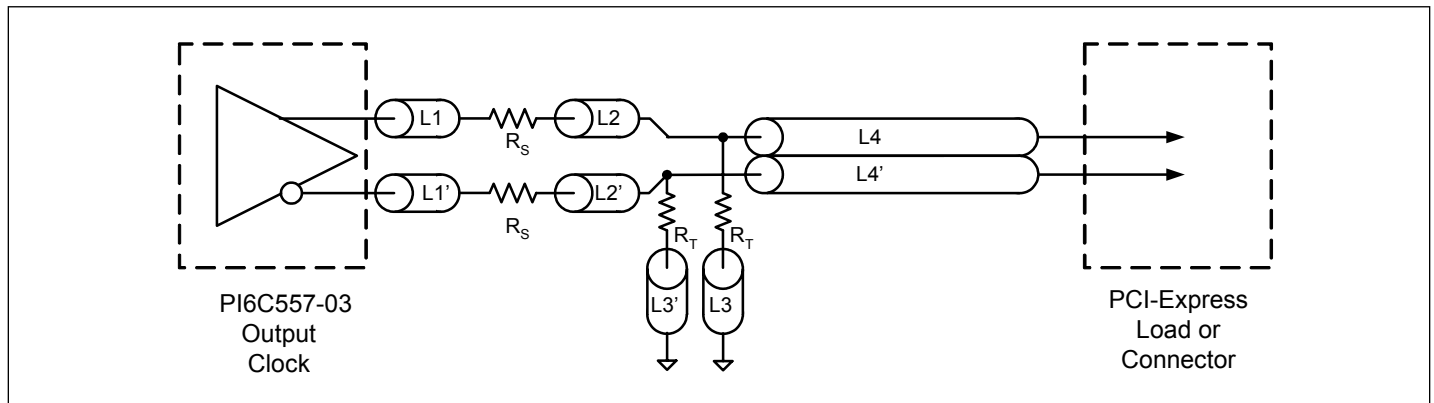 L1
R_S
L2
L4
L1'
R_S
L2'
L4'
R_T
R_T
L3'
L3
PI6C557-03
Output
Clock
PCI-Express
Load or
Connector